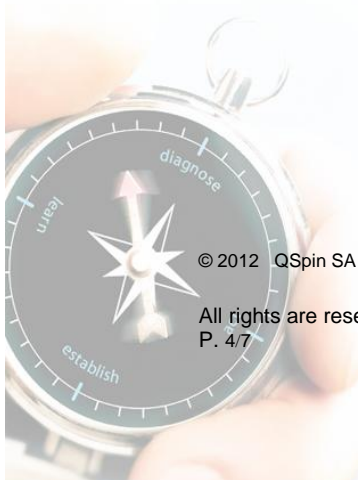 diagnose
learn
© 2012 QSpin SA
All rights are rese
P. 4/7
establish